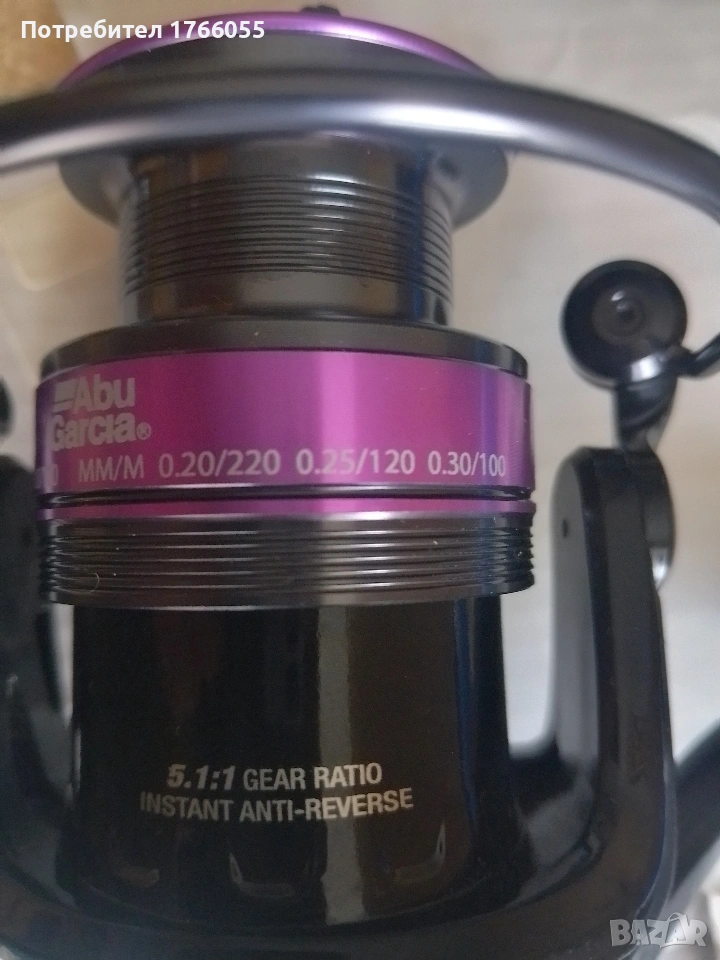 Потребител 1766055
Abu
Garcia®
MM/M 0.20/220 0.25/120 0.30/100
5.1:1 GEAR RATIO
INSTANT ANTI-REVERSE
BAZAR